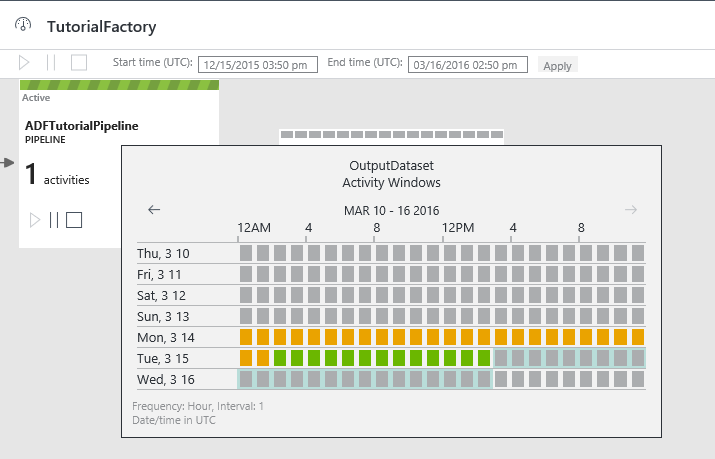 TutorialFactory
Start time (UTC): 12/15/2015 03:50 pm End time (UTC): 03/16/2016 02:50 pm Apply
Active
ADFTutorialPipeline
PIPELINE
1 activities
OutputDataset
Activity Windows
← MAR 10 - 16 2016 →
12AM 4 8 12PM 4 8
Thu, 3 10
Fri, 3 11
Sat, 3 12
Sun, 3 13
Mon, 3 14
Tue, 3 15
Wed, 3 16
Frequency: Hour, Interval: 1
Date/time in UTC